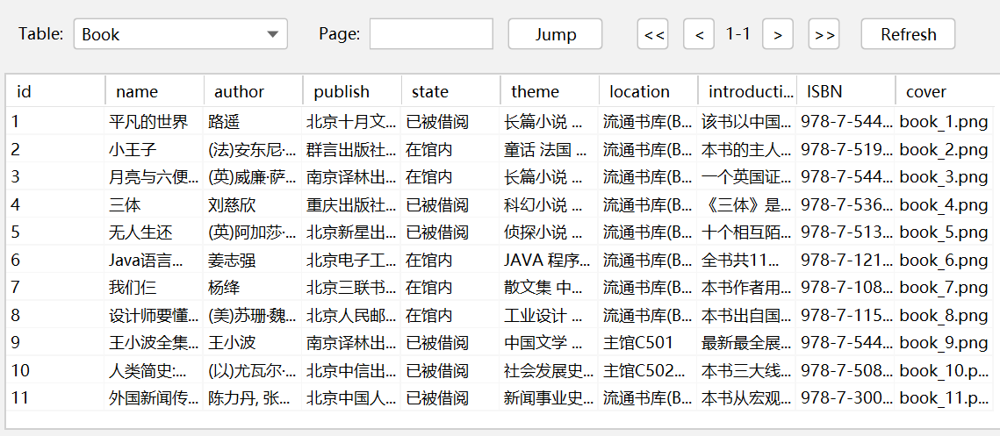 Table: Book Page: Jump << < 1-1 > >> Refresh
id name author publish state theme location introducti... ISBN cover
1 平凡的世界 路遥 北京十月文... 已被借阅 长篇小说 ... 流通书库(B... 该书以中国... 978-7-544... book_1.png
2 小王子 (法)安东尼·... 群言出版社... 在馆内 童话 法国 ... 流通书库(B... 本书的主人... 978-7-519... book_2.png
3 月亮与六便... (英)威廉·萨... 南京译林出... 在馆内 长篇小说 ... 流通书库(B... 一个英国证... 978-7-544... book_3.png
4 三体 刘慈欣 重庆出版社... 已被借阅 科幻小说 ... 流通书库(B... 《三体》是... 978-7-536... book_4.png
5 无人生还 (英)阿加莎·... 北京新星出... 已被借阅 侦探小说 ... 流通书库(B... 十个相互陌... 978-7-513... book_5.png
6 Java语言... 姜志强 北京电子工... 在馆内 JAVA 程序... 流通书库(B... 全书共11... 978-7-121... book_6.png
7 我们仨 杨绛 北京三联书... 在馆内 散文集 中... 流通书库(B... 本书作者用... 978-7-108... book_7.png
8 设计师要懂... (美)苏珊·魏... 北京人民邮... 在馆内 工业设计 ... 流通书库(B... 本书出自国... 978-7-115... book_8.png
9 王小波全集... 王小波 南京译林出... 已被借阅 中国文学 ... 主馆C501 最新最全展... 978-7-544... book_9.png
10 人类简史:... (以)尤瓦尔·... 北京中信出... 已被借阅 社会发展史... 主馆C502... 本书三大线... 978-7-508... book_10.p...
11 外国新闻传... 陈力丹, 张... 北京中国人... 已被借阅 新闻事业史... 流通书库(B... 本书从宏观... 978-7-300... book_11.p...